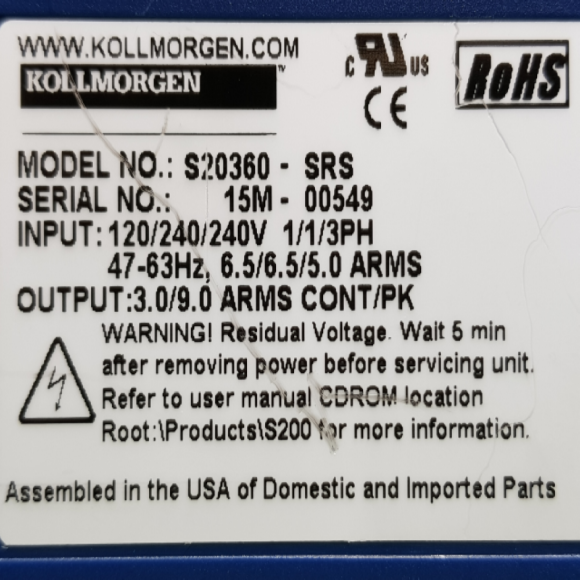 WWW.KOLLMORGEN.COM
KOLLMORGEN™
C UR US
CE
RoHS
MODEL NO.: S20360 - SRS
SERIAL NO.: 15M - 00549
INPUT: 120/240/240V 1/1/3PH
47-63Hz, 6.5/6.5/5.0 ARMS
OUTPUT:3.0/9.0 ARMS CONT/PK
WARNING! Residual Voltage. Wait 5 min
after removing power before servicing unit.
Refer to user manual CDROM location
Root:\Products\S200 for more information.
Assembled in the USA of Domestic and Imported Parts